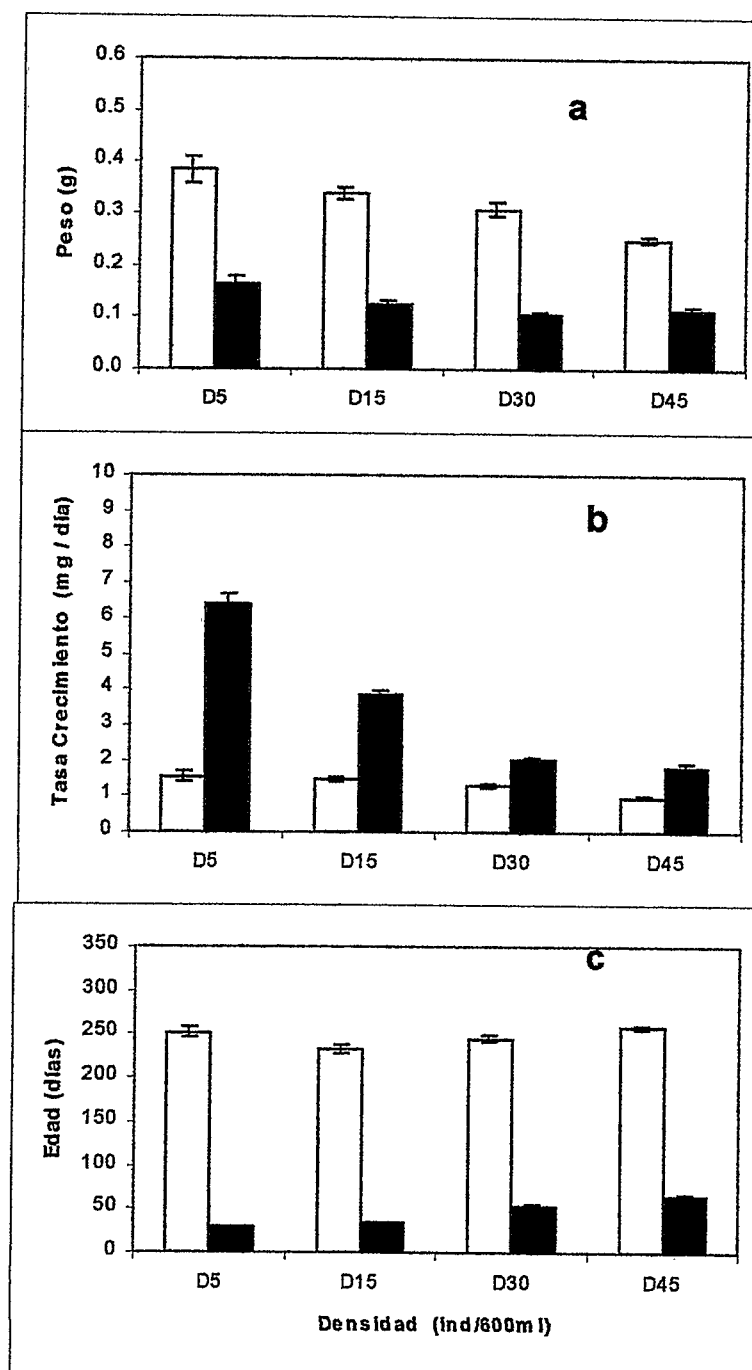 a
Peso (g)
0.6
0.5
0.4
0.3
0.2
0.1
0.0
D5 D15 D30 D45
b
Tasa Crecimiento (mg / día)
10
9
8
7
6
5
4
3
2
1
0
D5 D15 D30 D45
c
Edad (días)
350
300
250
200
150
100
50
0
D5 D15 D30 D45
Densidad (ind/600ml)